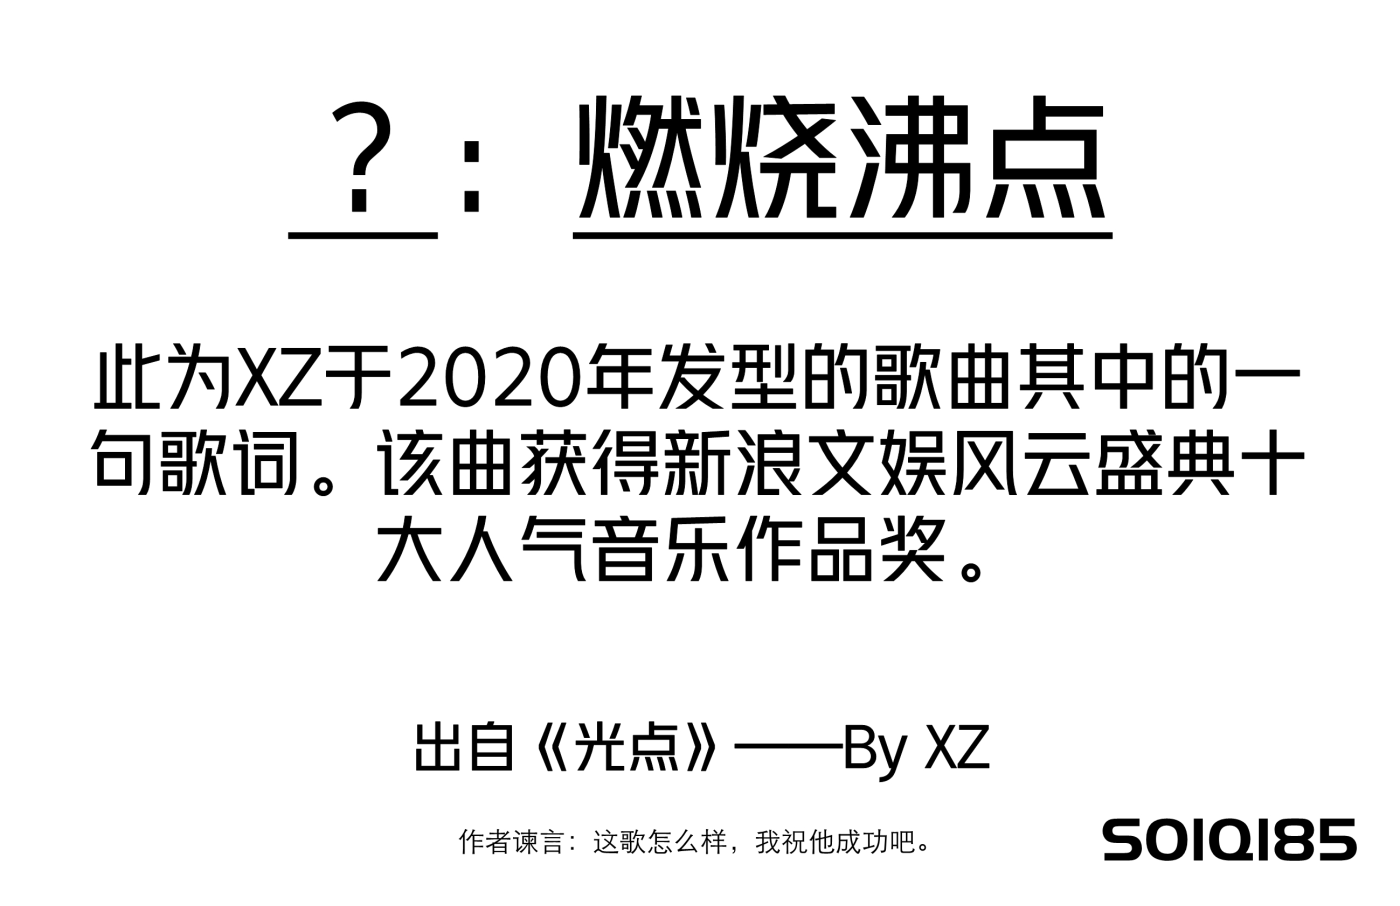 ？：燃烧沸点
此为XZ于2020年发型的歌曲其中的一
句歌词。该曲获得新浪文娱风云盛典十
大人气音乐作品奖。
出自《光点》——By XZ
作者谏言：这歌怎么样，我祝他成功吧。
SOIQI85